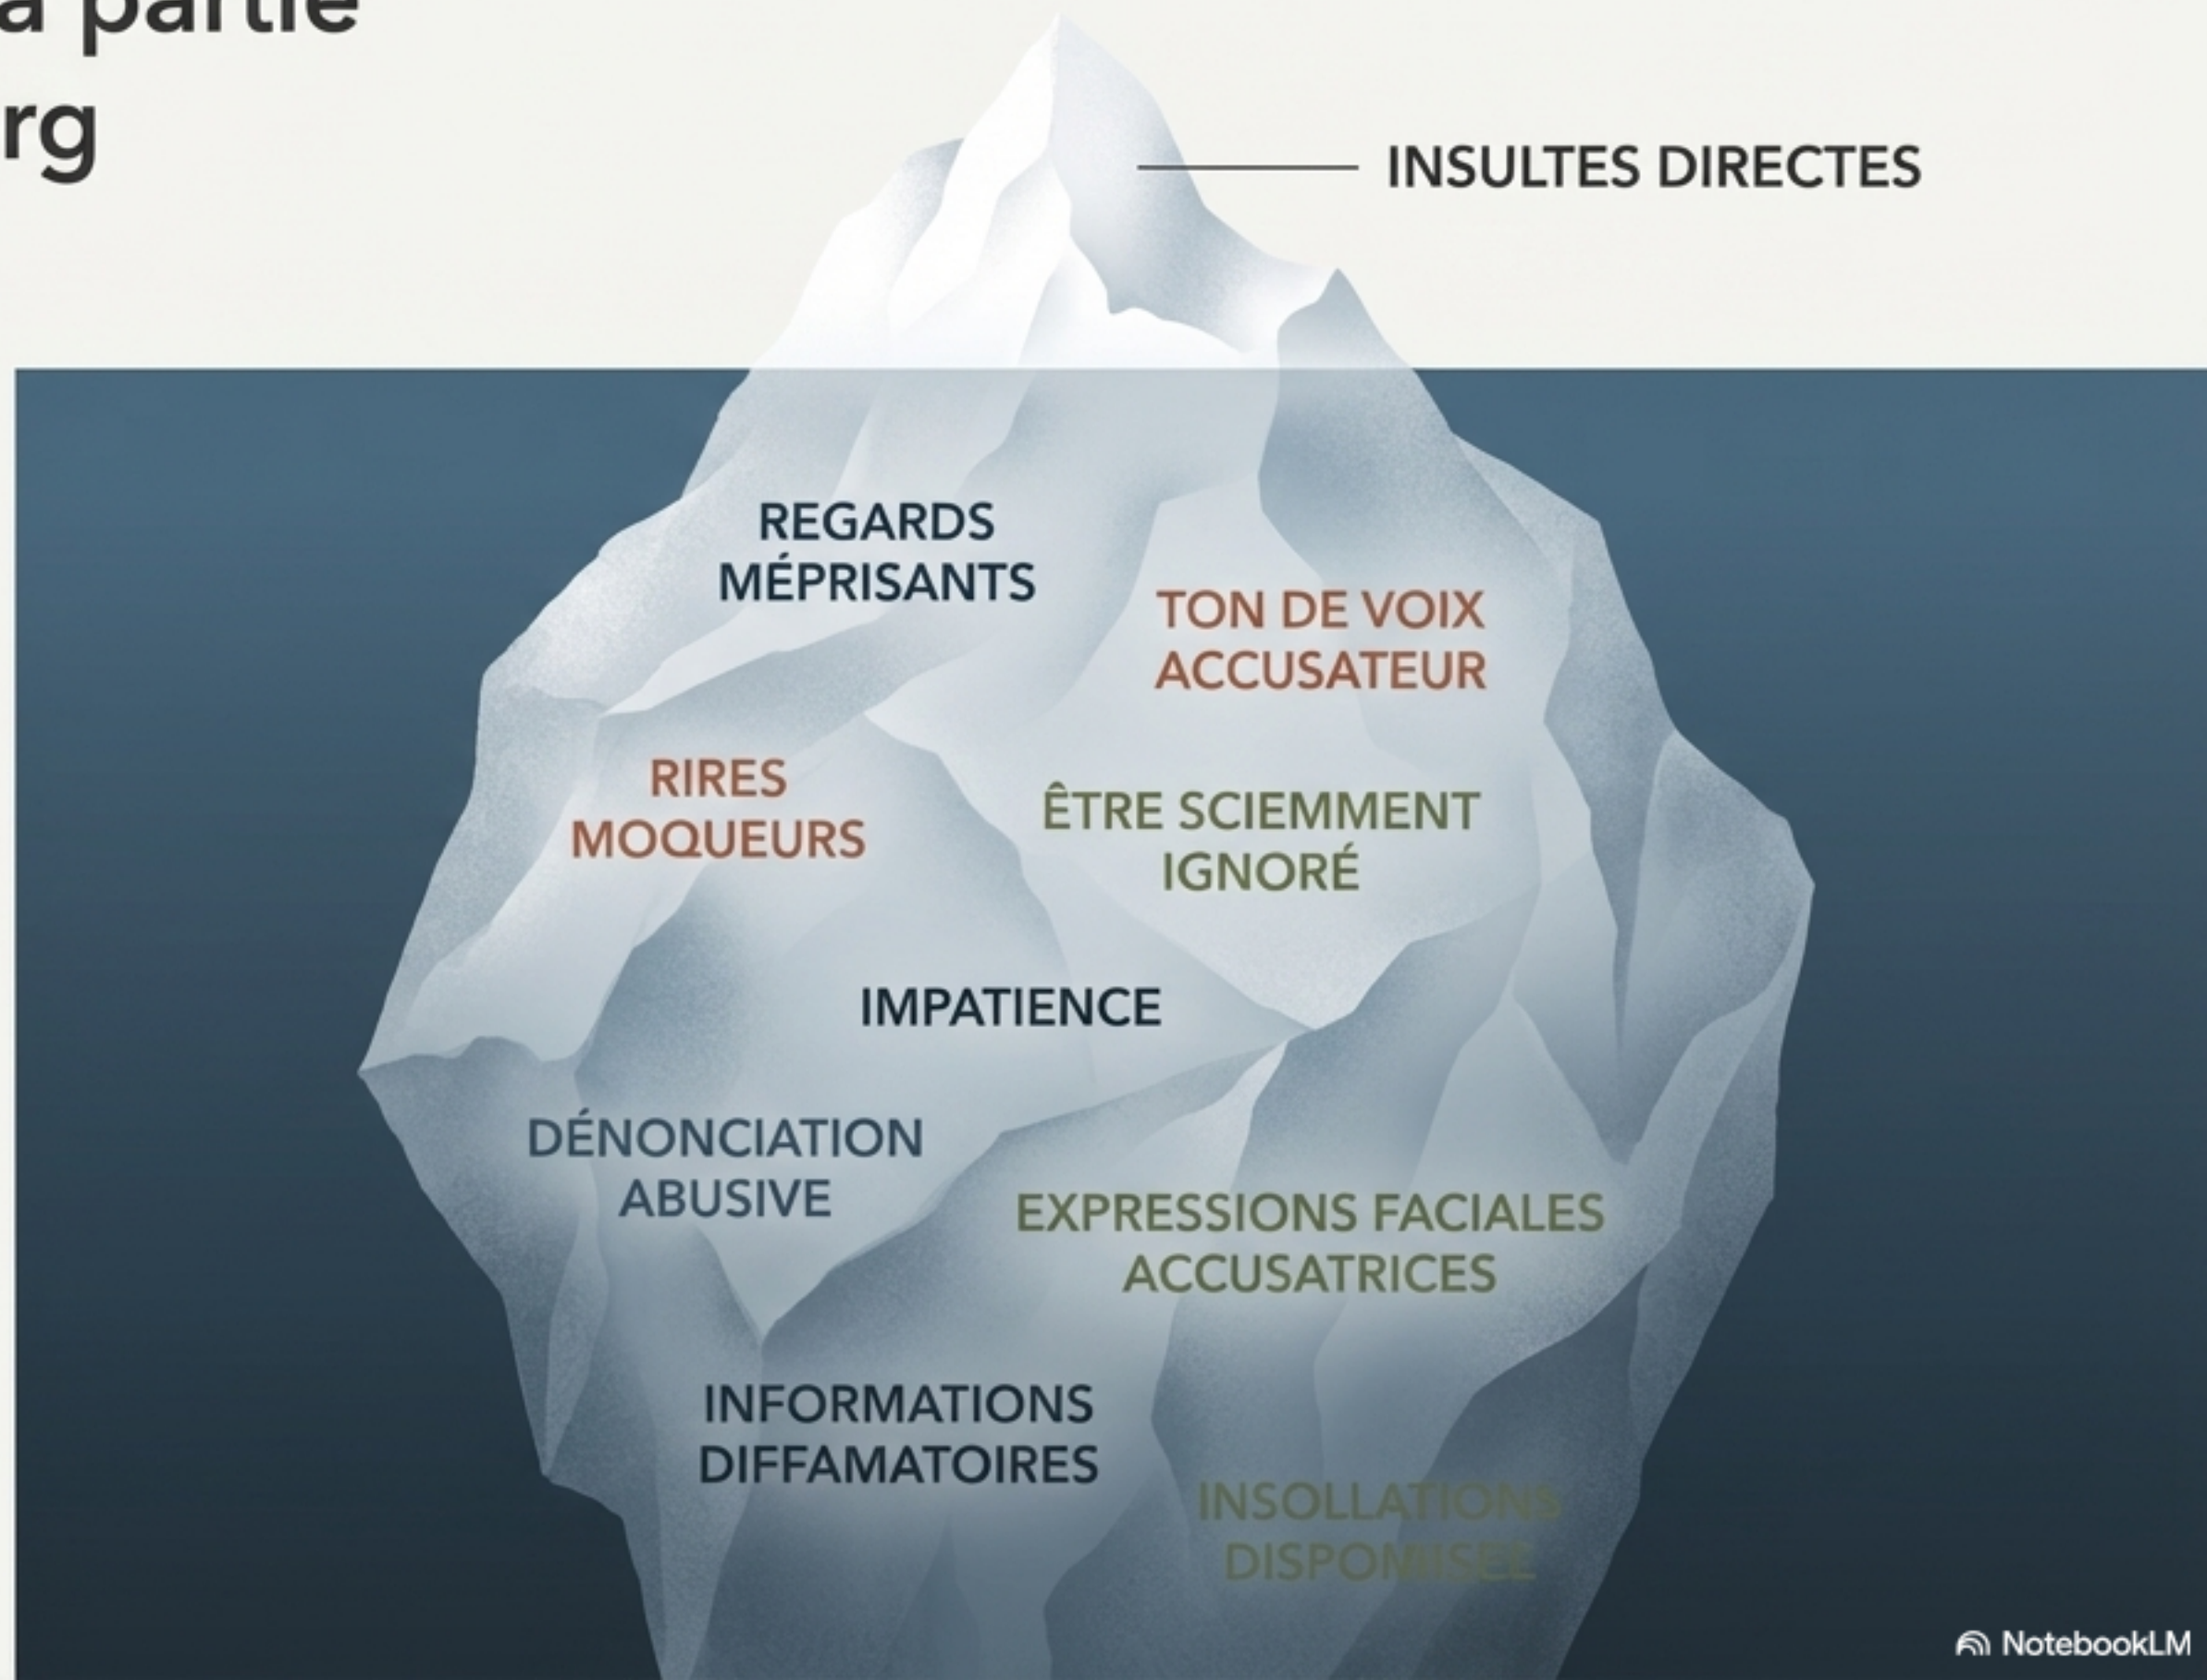 a partie
rg
INSULTES DIRECTES
REGARDS
MÉPRISANTS
TON DE VOIX
ACCUSATEUR
RIRES
MOQUEURS
ÊTRE SCIEMMENT
IGNORÉ
IMPATIENCE
DÉNONCIATION
ABUSIVE
EXPRESSIONS FACIALES
ACCUSATRICES
INFORMATIONS
DIFFAMATOIRES
INSOLLATIONS
NotebookLM